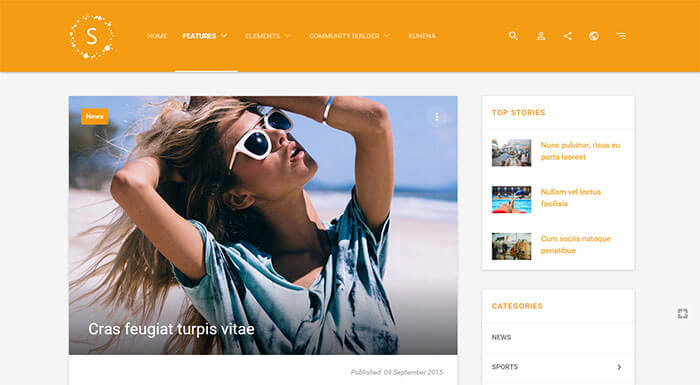 S
HOME
FEATURES
ELEMENTS
COMMUNITY BUILDER
KUNENA
News
Cras feugiat turpis vitae
Published: 09 September 2015
TOP STORIES
Nunc pulvinar, risus eu
porta laoreet
Nullam vel lectus
facilisis
Cum sociis natoque
penatibus
CATEGORIES
NEWS
SPORTS